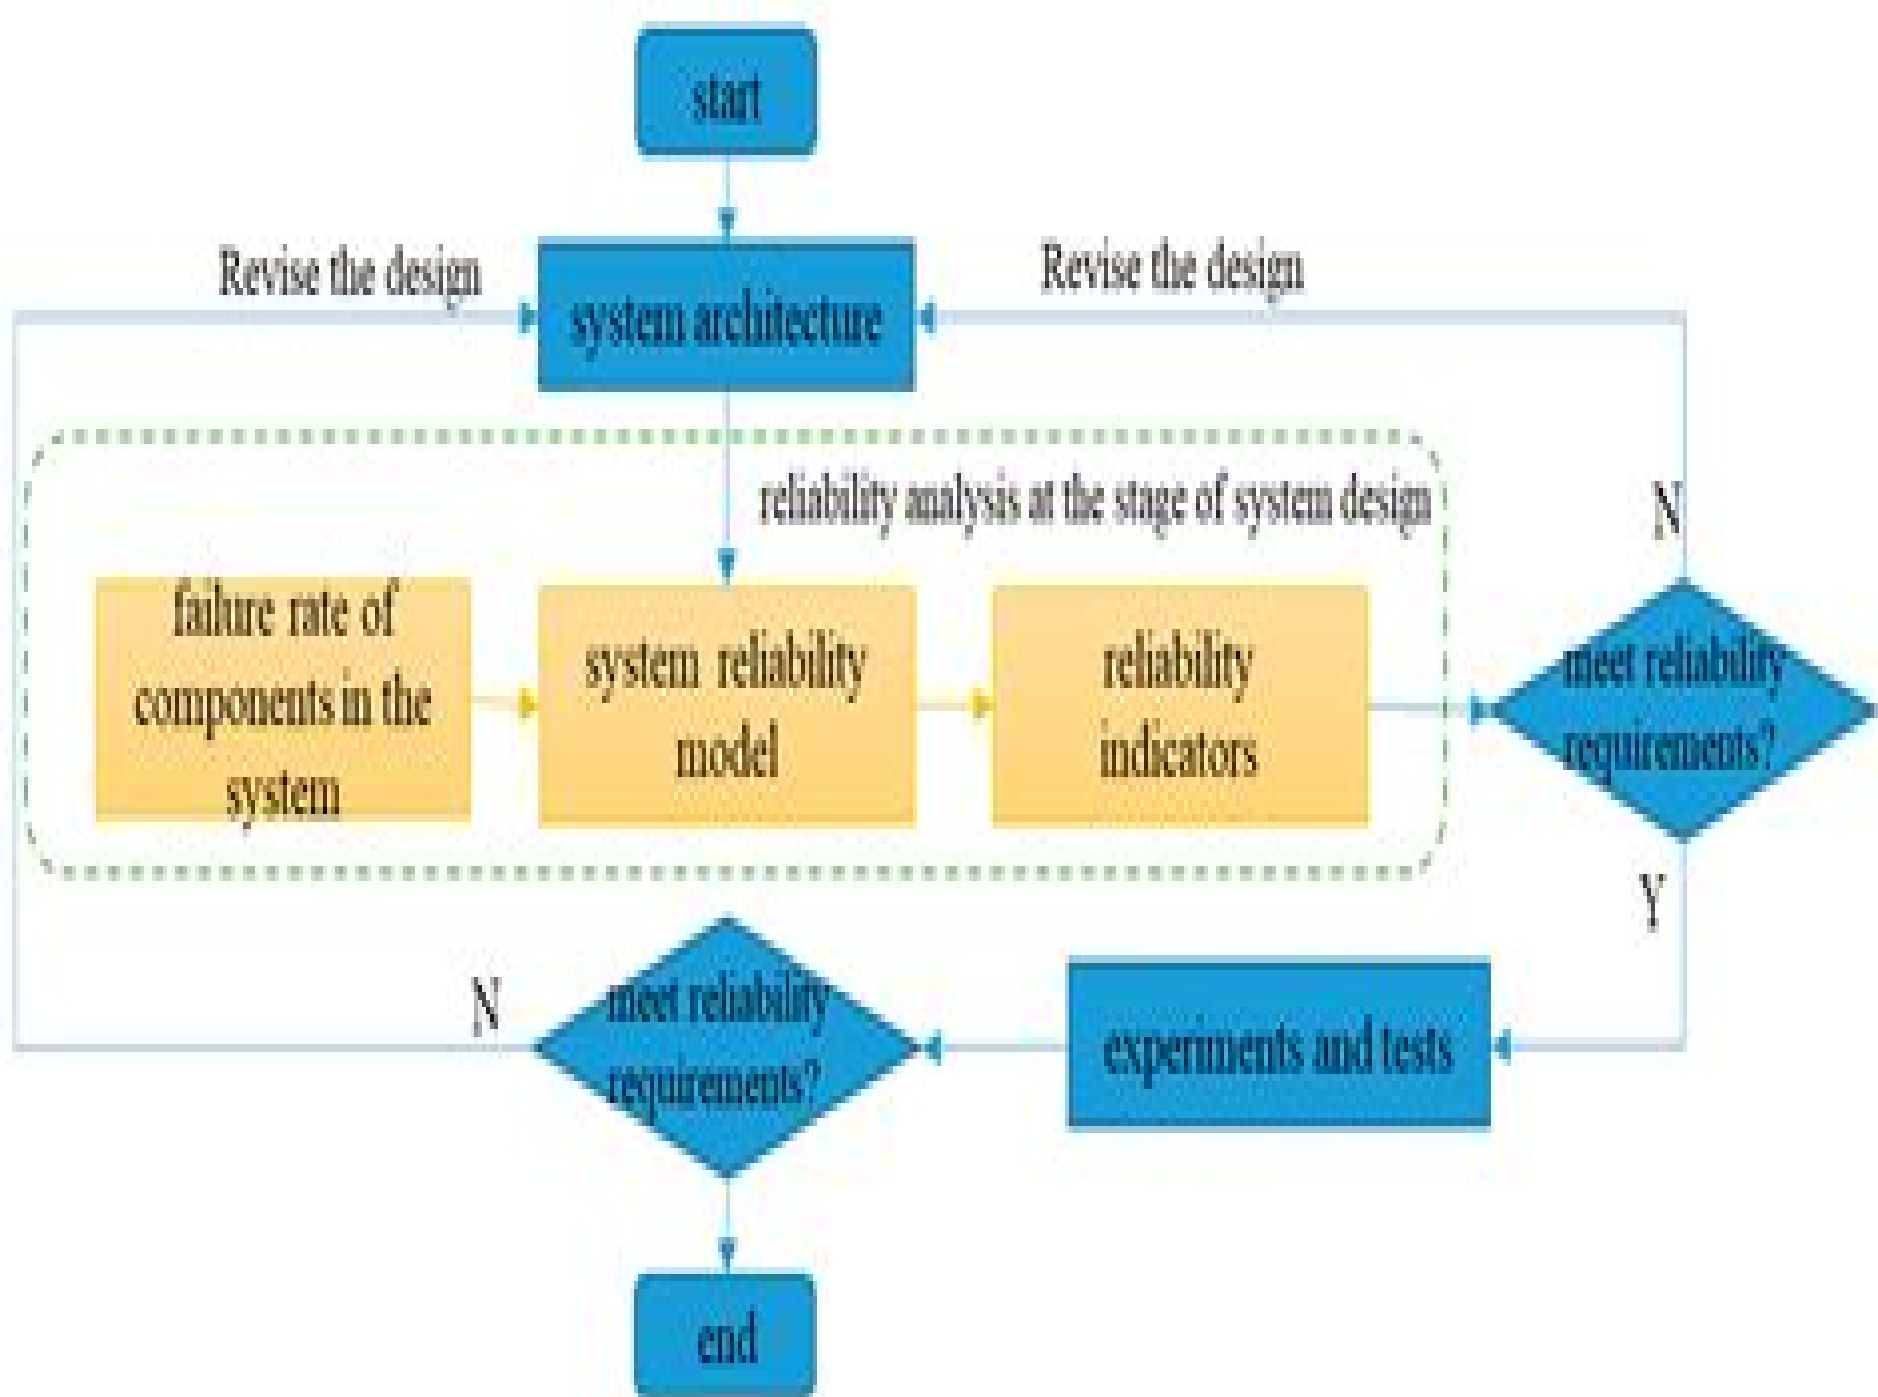 start
Revise the design
Revise the design
system architecture
reliability analysis at the stage of system design
N
failure rate of
components in the
system
system reliability
model
reliability
indicators
meet reliability
requirements?
Y
N
meet reliability
requirements?
experiments and tests
end